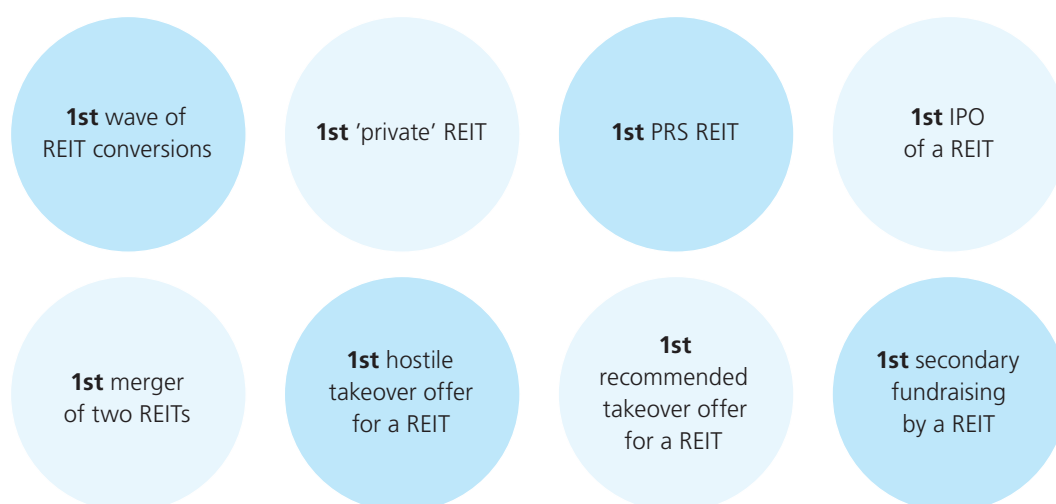 1st wave of
REIT conversions
1st ‘private’ REIT
1st PRS REIT
1st IPO
of a REIT
1st merger
of two REITs
1st hostile
takeover offer
for a REIT
1st
recommended
takeover offer
for a REIT
1st secondary
fundraising
by a REIT